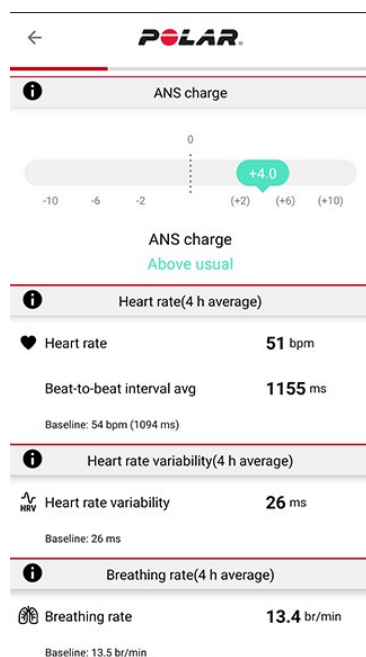 POLAR.
ANS charge
0
+4.0
-10 -6 -2 (+2) (+6) (+10)
ANS charge
Above usual
Heart rate(4 h average)
Heart rate 51 bpm
Beat-to-beat interval avg 1155 ms
Baseline: 54 bpm (1094 ms)
Heart rate variability(4 h average)
HRV Heart rate variability 26 ms
Baseline: 26 ms
Breathing rate(4 h average)
Breathing rate 13.4 br/min
Baseline: 13.5 br/min